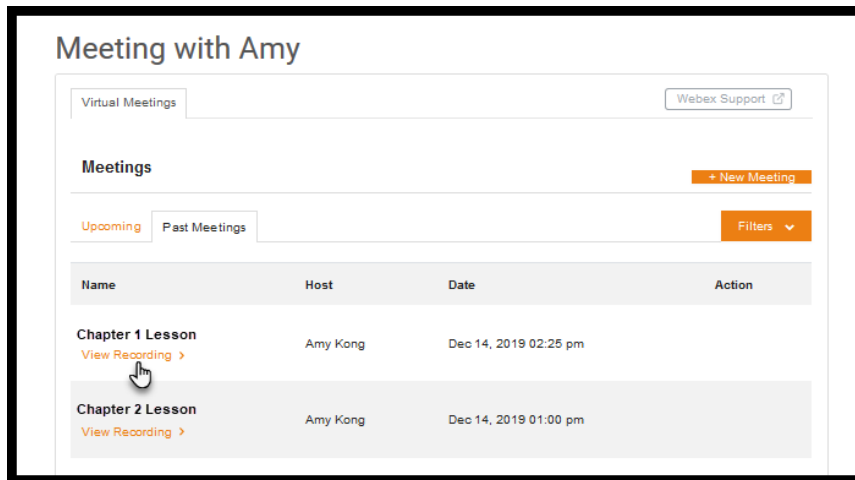 Meeting with Amy
Virtual Meetings
Webex Support
Meetings
+ New Meeting
Upcoming Past Meetings
Filters
Name Host Date Action
Chapter 1 Lesson
View Recording >
Amy Kong Dec 14, 2019 02:25 pm
Chapter 2 Lesson
View Recording >
Amy Kong Dec 14, 2019 01:00 pm